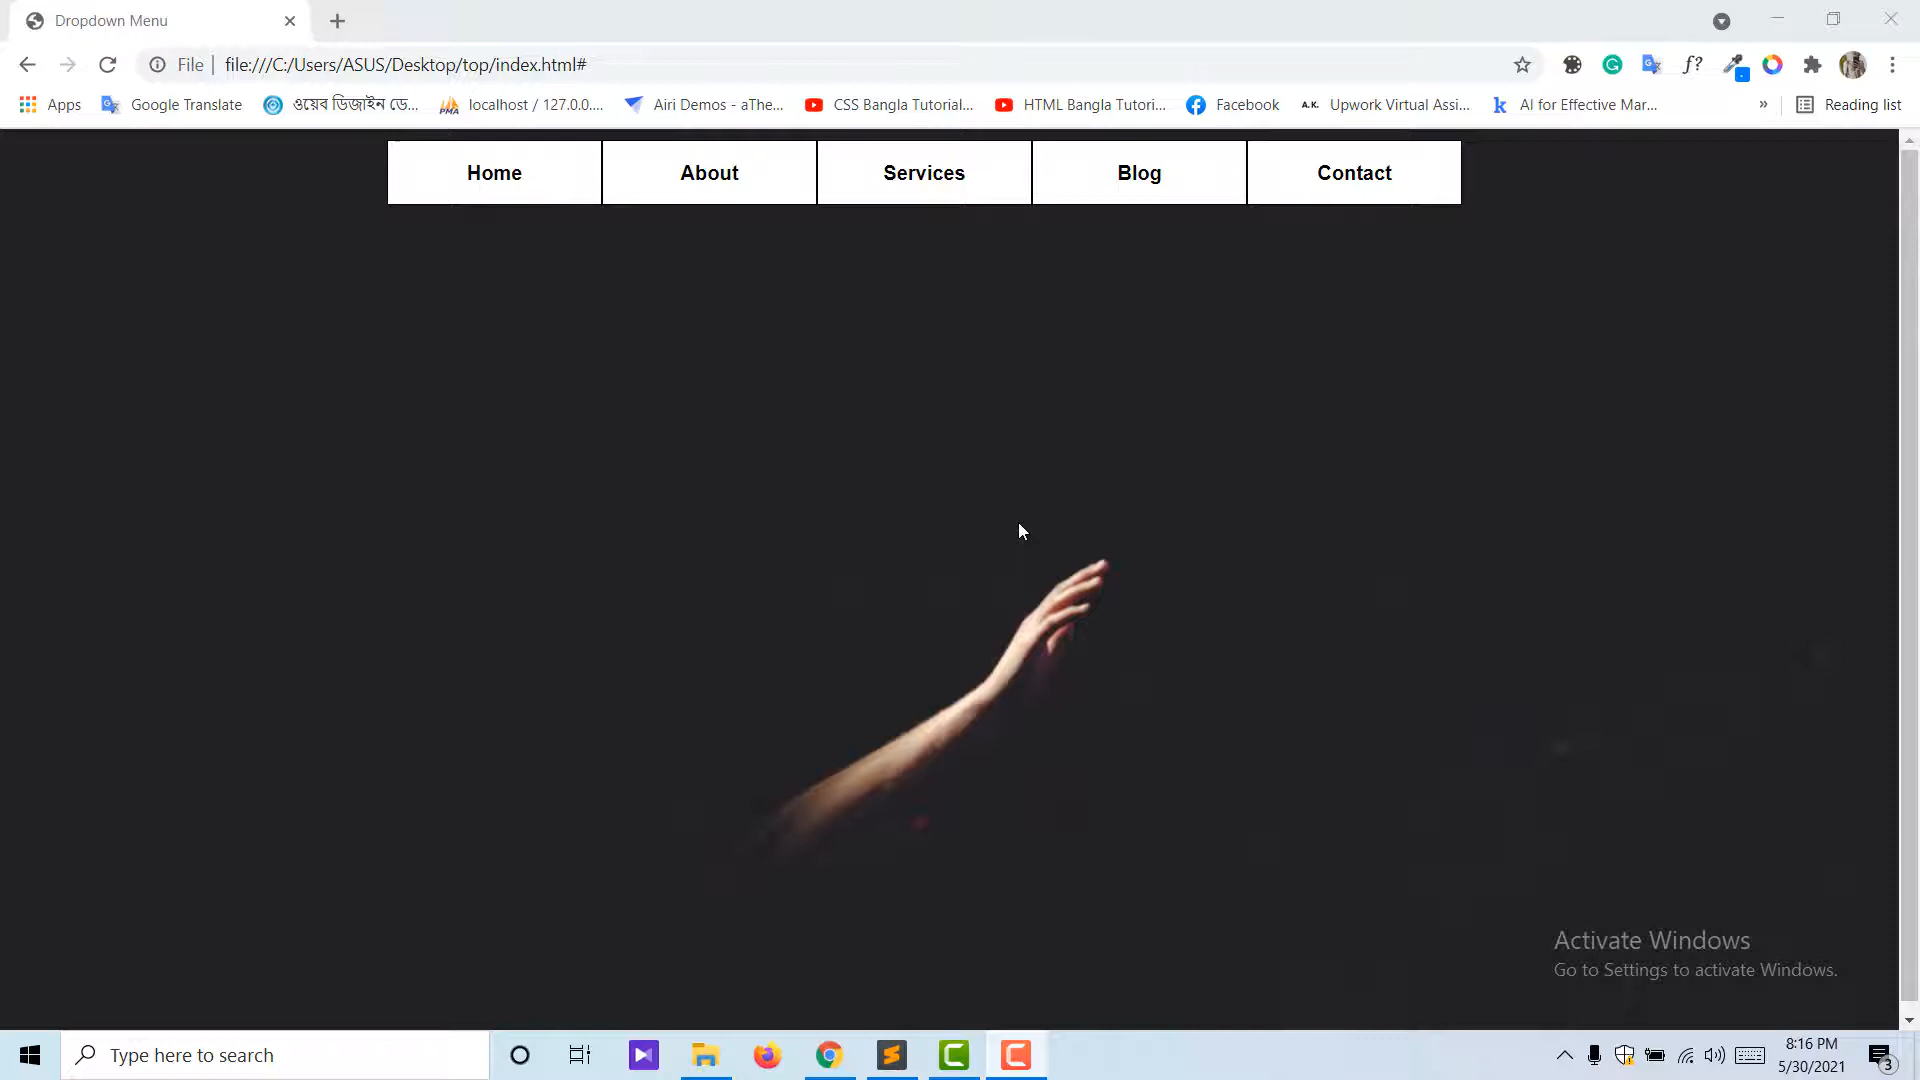 Dropdown Menu
File | file:///C:/Users/ASUS/Desktop/top/index.html#
f?
Apps
Google Translate
ওয়েব ডিজাইন ডে...
PMA
localhost / 127.0.0....
Airi Demos - aThe...
CSS Bangla Tutorial...
HTML Bangla Tutori...
Facebook
A.K.
Upwork Virtual Assi...
k
AI for Effective Mar...
»
Reading list
Home
About
Services
Blog
Contact
Activate Windows
Go to Settings to activate Windows.
Type here to search
8:16 PM
5/30/2021
3